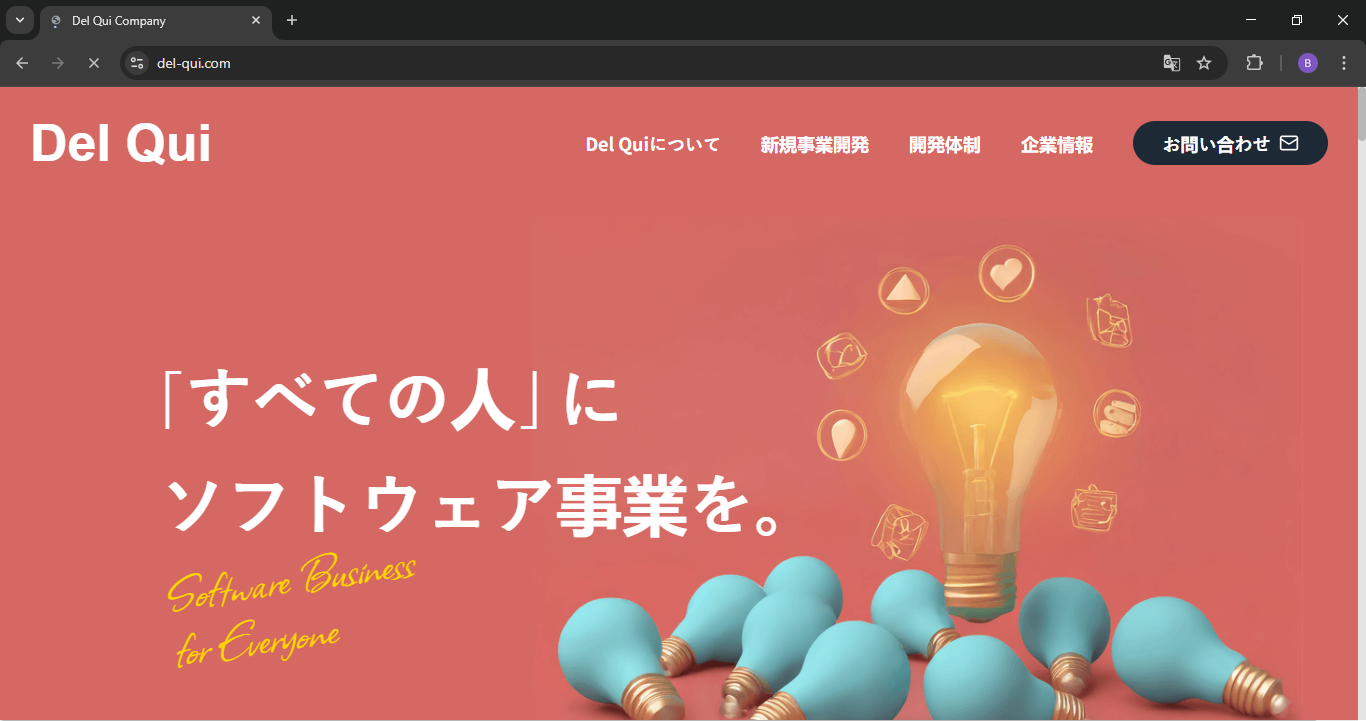 Del Qui Company
del-qui.com
B
Del Qui
Del Quiについて
新規事業開発
開発体制
企業情報
お問い合わせ
「すべての人」に
ソフトウェア事業を。
Software Business
for Everyone